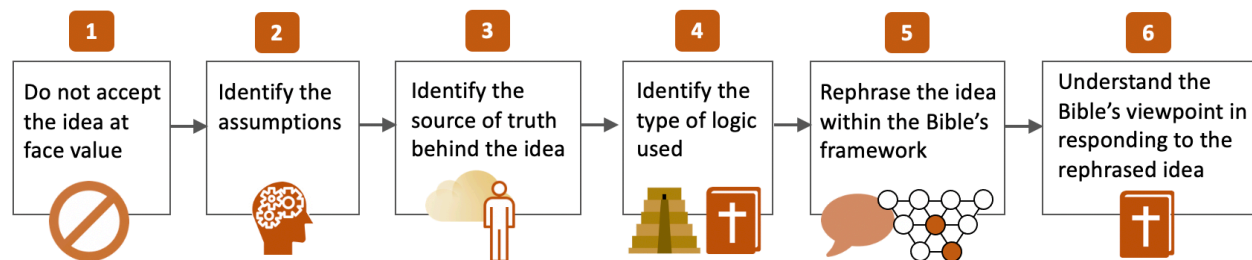 1
Do not accept
the idea at
face value
2
Identify the
assumptions
3
Identify the
source of truth
behind the idea
4
Identify the
type of logic
used
5
Rephrase the idea
within the Bible’s
framework
6
Understand the
Bible’s viewpoint in
responding to the
rephrased idea